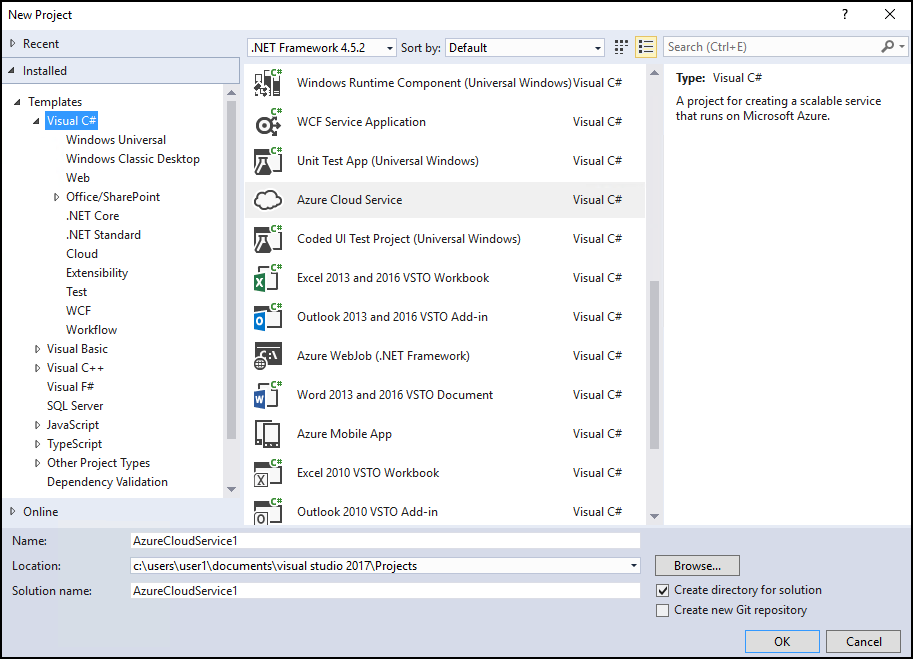 New Project ?
Recent
Installed
.NET Framework 4.5.2 Sort by: Default Search (Ctrl+E)
Templates
Visual C#
Windows Universal
Windows Classic Desktop
Web
Office/SharePoint
.NET Core
.NET Standard
Cloud
Extensibility
Test
WCF
Workflow
Visual Basic
Visual C++
Visual F#
SQL Server
JavaScript
TypeScript
Other Project Types
Dependency Validation
Online
C# Windows Runtime Component (Universal Windows) Visual C#
C# WCF Service Application Visual C#
C# Unit Test App (Universal Windows) Visual C#
Azure Cloud Service Visual C#
C# Coded UI Test Project (Universal Windows) Visual C#
C# Excel 2013 and 2016 VSTO Workbook Visual C#
C# Outlook 2013 and 2016 VSTO Add-in Visual C#
C:\ Azure WebJob (.NET Framework) Visual C#
C# Word 2013 and 2016 VSTO Document Visual C#
Azure Mobile App Visual C#
C# Excel 2010 VSTO Workbook Visual C#
C# Outlook 2010 VSTO Add-in Visual C#
Type: Visual C#
A project for creating a scalable service
that runs on Microsoft Azure.
Name: AzureCloudService1
Location: c:\users\user1\documents\visual studio 2017\Projects Browse...
Solution name: AzureCloudService1
Create directory for solution
Create new Git repository
OK Cancel